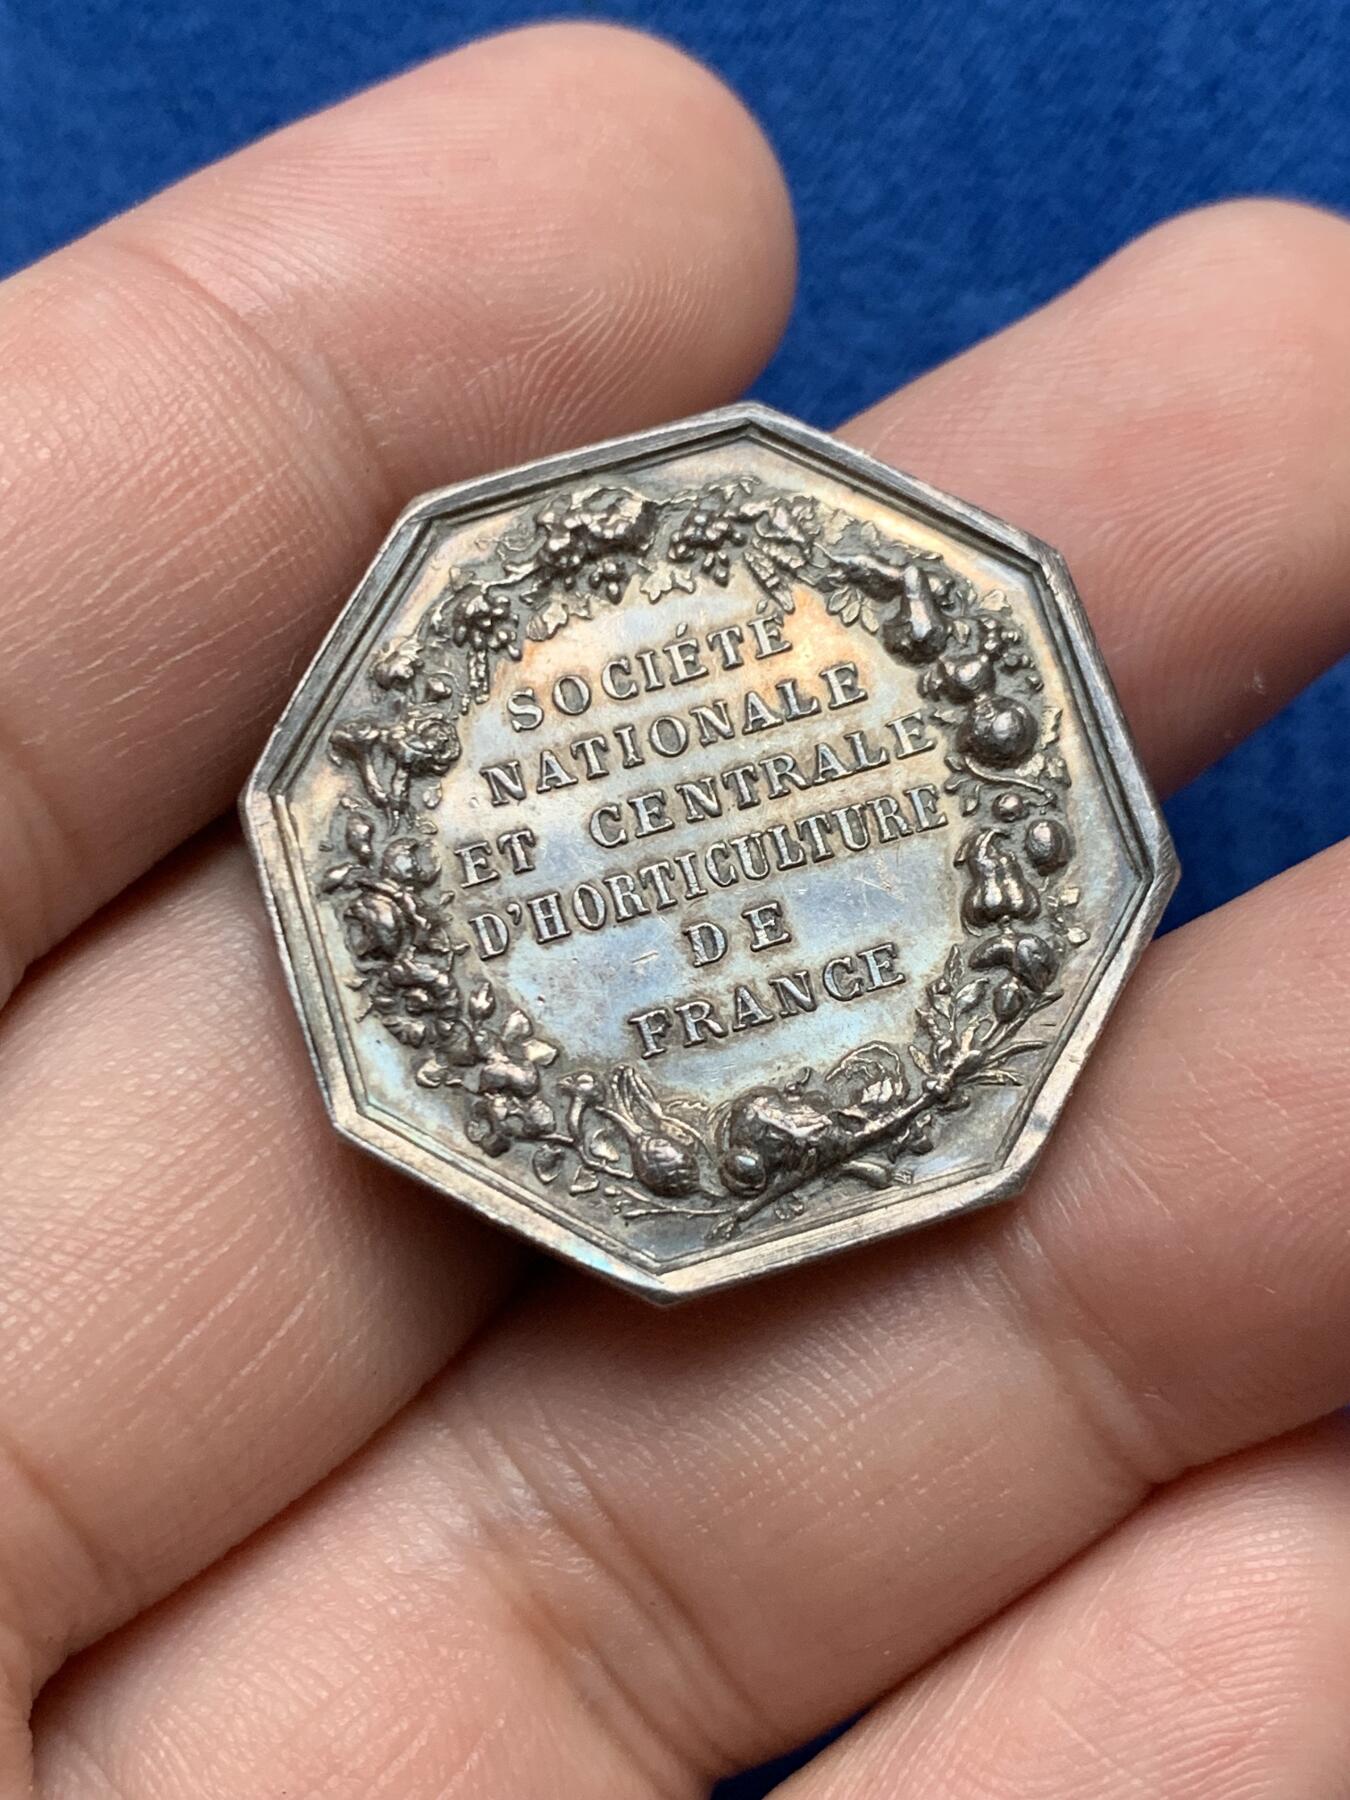 SOCIÉTÉ
NATIONALE
ET CENTRALE
D'HORTICULTURE
DE
FRANCE